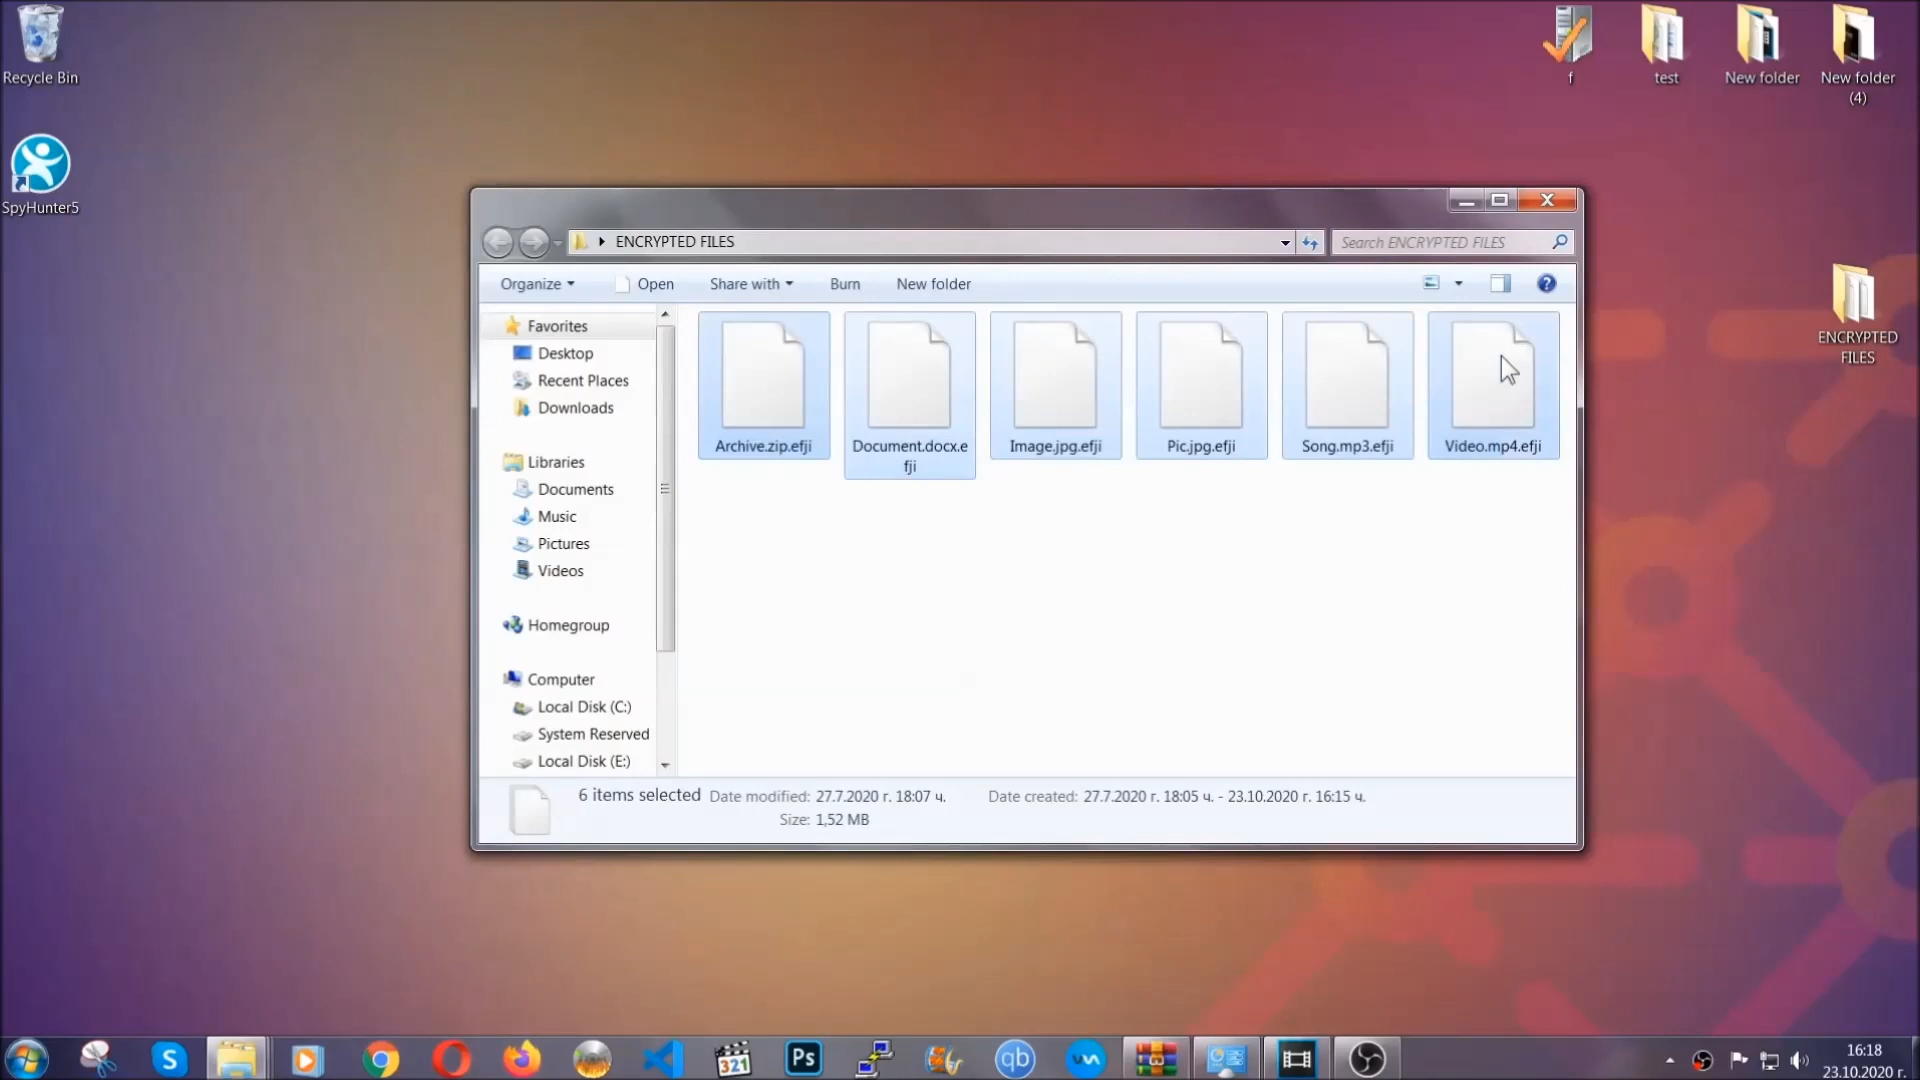 Recycle Bin
SpyHunter5
f
test
New folder
New folder
(4)
ENCRYPTED
FILES
ENCRYPTED FILES
Search ENCRYPTED FILES
Organize
Open
Share with
Burn
New folder
Favorites
Desktop
Recent Places
Downloads
Libraries
Documents
Music
Pictures
Videos
Homegroup
Computer
Local Disk (C:)
System Reserved
Local Disk (E:)
Archive.zip.efji
Document.docx.e
fji
Image.jpg.efji
Pic.jpg.efji
Song.mp3.efji
Video.mp4.efji
6 items selected
Date modified: 27.7.2020 г. 18:07 ч.
Date created: 27.7.2020 г. 18:05 ч. - 23.10.2020 г. 16:15 ч.
Size: 1,52 MB
S
321
Ps
qb
16:18
23.10.2020 г.